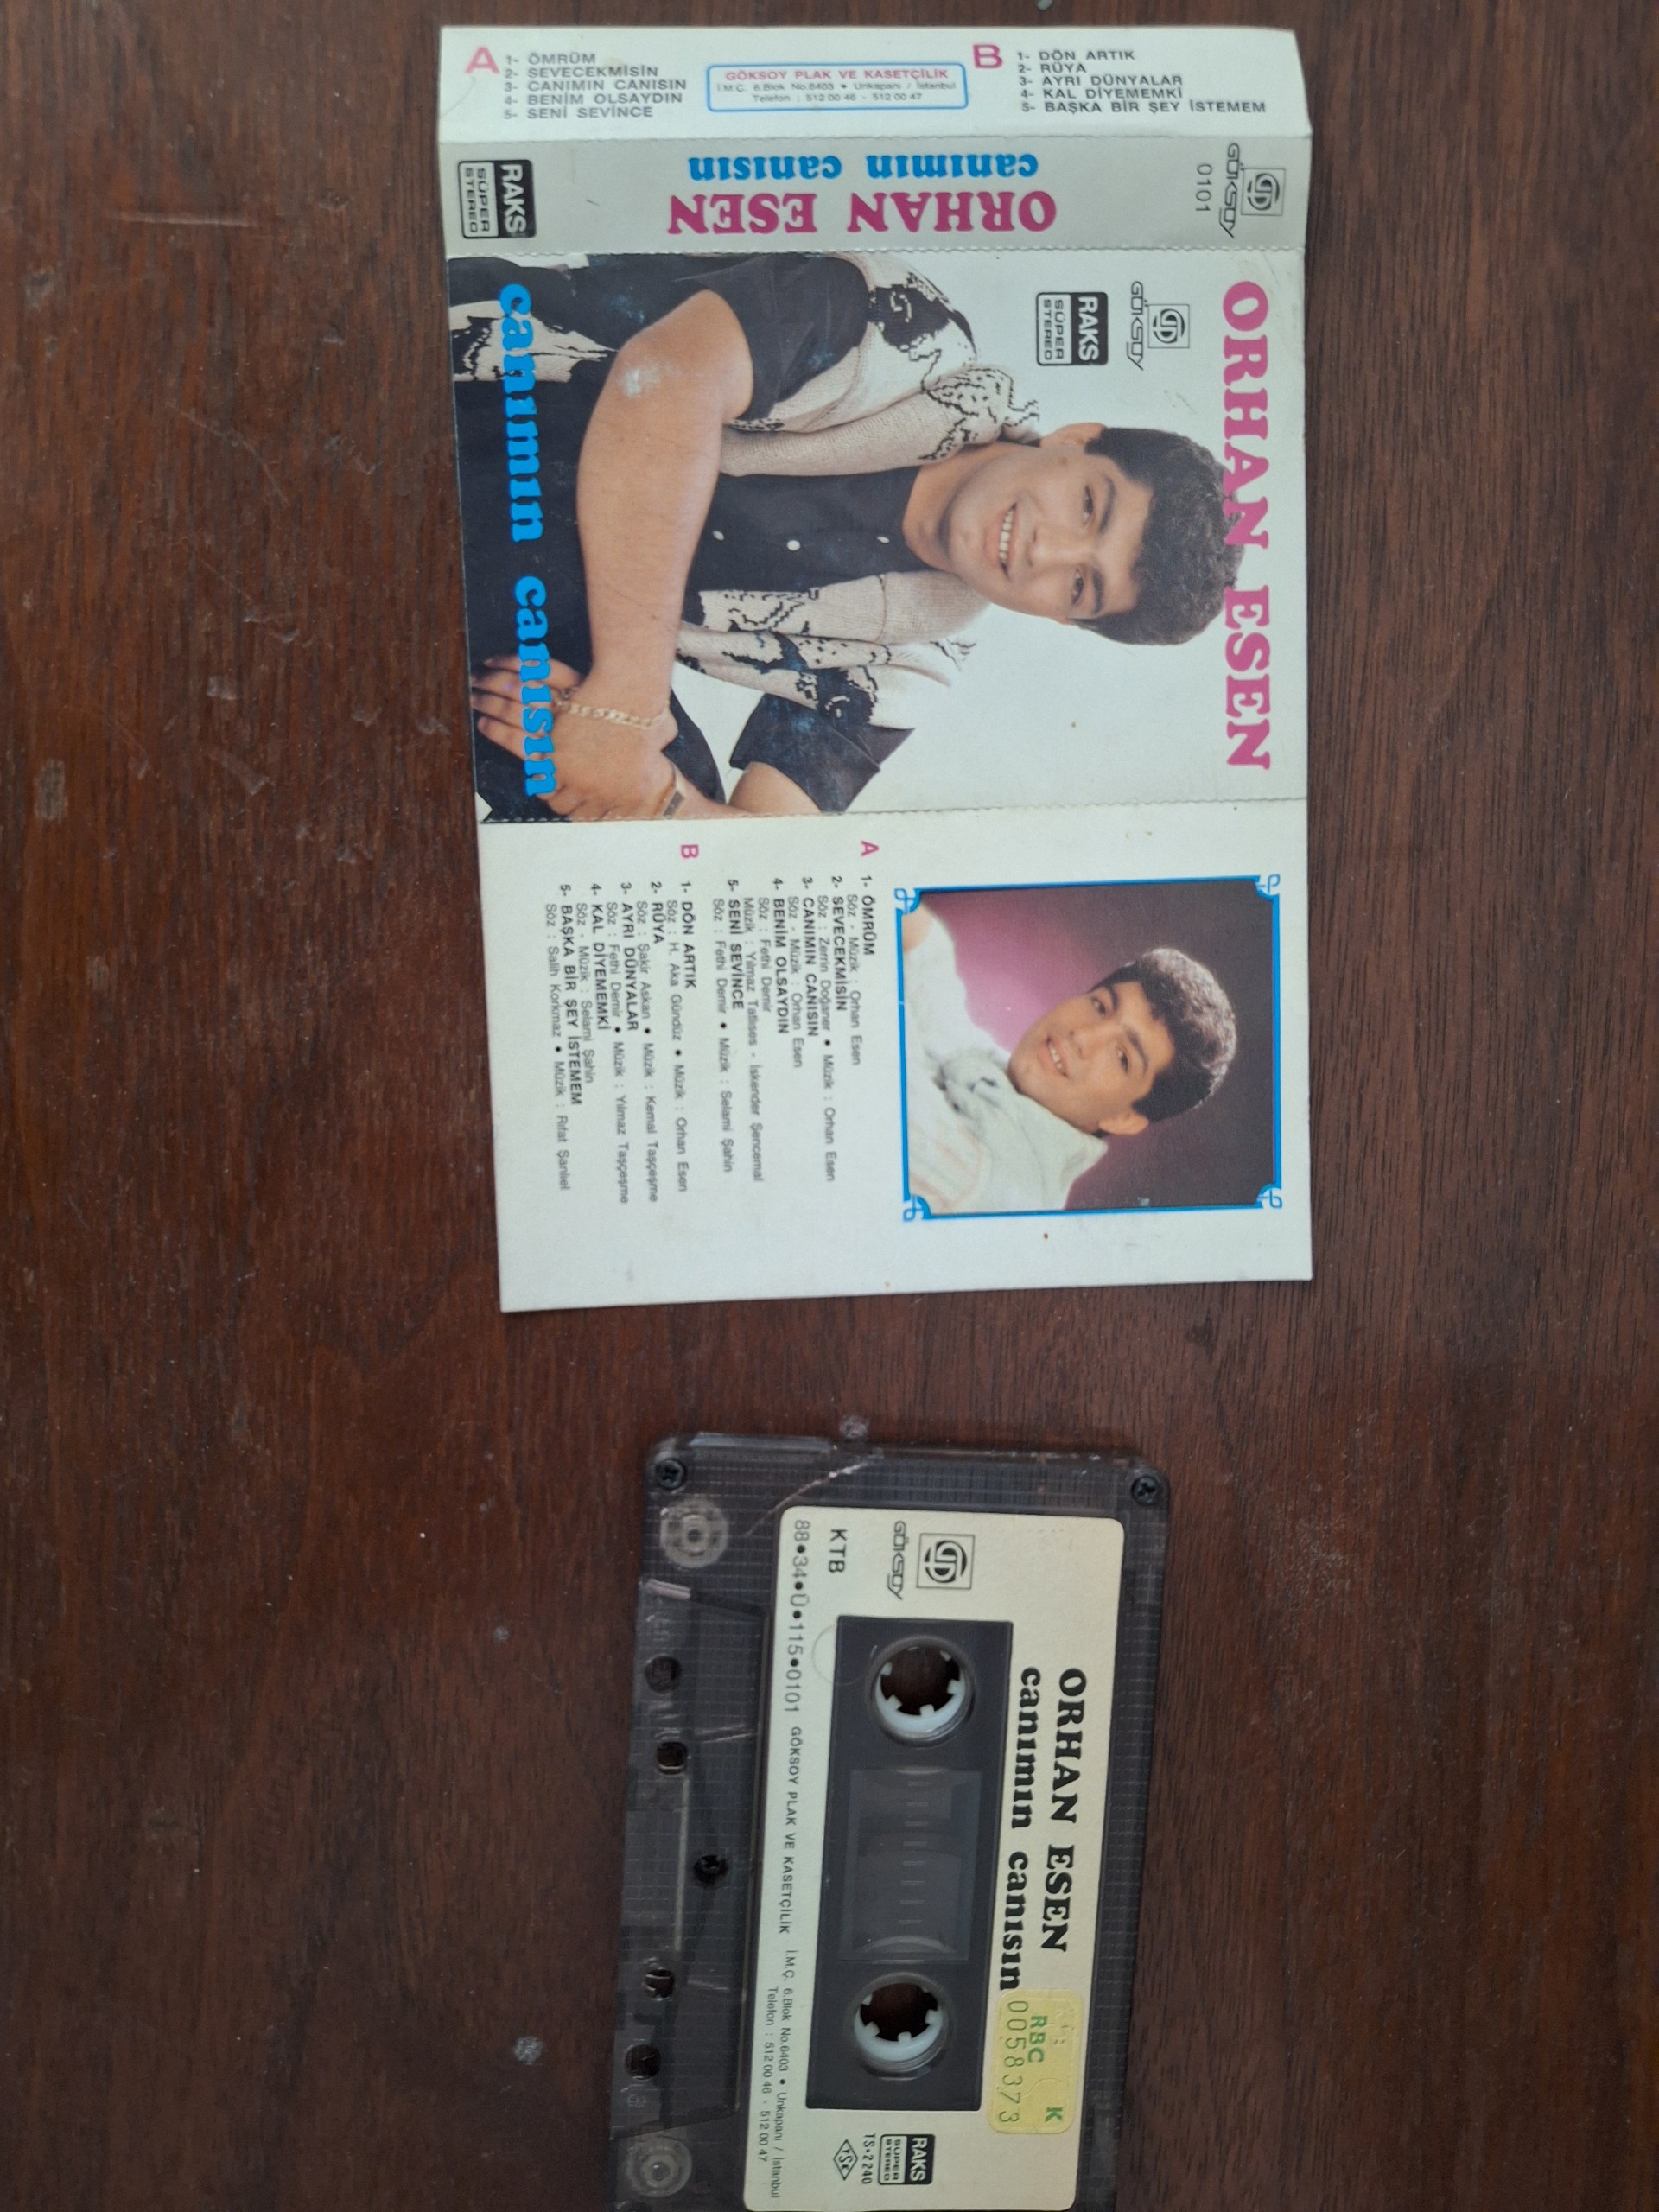 A
1- ÖMRÜM
2- SEVECEKMİSİN
3- CANIMIN CANISIN
4- BENİM OLSAYDIN
5- SENİ SEVİNCE
GÖKSOY PLAK VE KASETÇİLİK
İ.M.Ç. 6.Blok No.6403 • Unkapanı / İstanbul
Telefon : 512 00 46 - 512 00 47
B
1- DÖN ARTIK
2- RÜYA
3- AYRI DÜNYALAR
4- KAL DİYEMEMKİ
5- BAŞKA BİR ŞEY İSTEMEM
RAKS
SÜPER
STEREO
ORHAN ESEN
canımın canısın
GÖKSOY
0101
ORHAN ESEN
GÖKSOY
RAKS
SÜPER
STEREO
canımın canısın
A
1- ÖMRÜM
Söz - Müzik : Orhan Esen
2- SEVECEKMİSİN
Söz : Zerrin Doğaner • Müzik : Orhan Esen
3- CANIMIN CANISIN
Söz - Müzik : Orhan Esen
4- BENİM OLSAYDIN
Söz : Fethi Demir
Müzik : Yılmaz Tatlıses - İskender Şencemal
5- SENİ SEVİNCE
Söz : Fethi Demir • Müzik : Selami Şahin
B
1- DÖN ARTIK
Söz : H. Aka Gündüz • Müzik : Orhan Esen
2- RÜYA
Söz : Şakir Askan • Müzik : Kemal Taşçeşme
3- AYRI DÜNYALAR
Söz : Fethi Demir • Müzik : Yılmaz Taşçeşme
4- KAL DİYEMEMKİ
Söz - Müzik : Selami Şahin
5- BAŞKA BİR ŞEY İSTEMEM
Söz : Salih Korkmaz • Müzik : Rıfat Şanlıel
ORHAN ESEN
canımın canısın
GÖKSOY
KTB
RBC K
0058373
RAKS
SÜPER
STEREO
TS•2240
TSE
88•34•Ü•115•0101 GÖKSOY PLAK VE KASETÇİLİK İ.M.Ç. 6.Blok No.6403 • Unkapanı / İstanbul
Telefon : 512 00 46 - 512 00 47